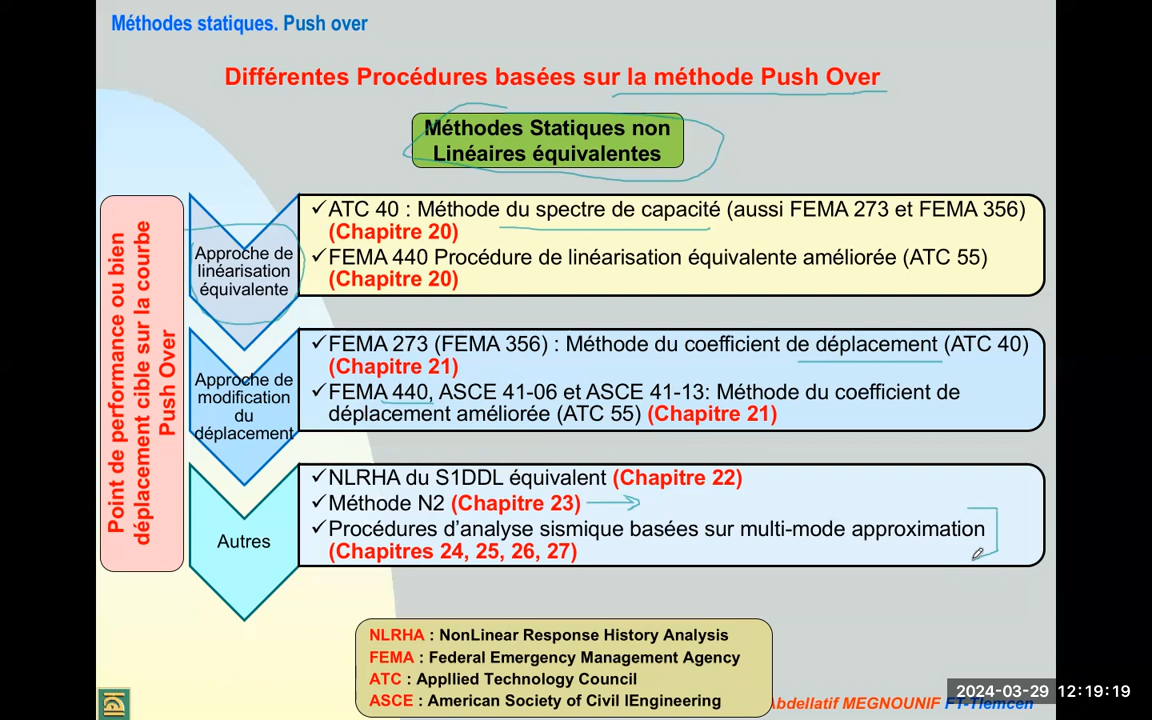 Méthodes statiques. Push over
Différentes Procédures basées sur la méthode Push Over
Méthodes Statiques non
Linéaires équivalentes
Point de performance ou bien
déplacement cible sur la courbe
Push Over
Approche de
linéarisation
équivalente
✓ATC 40 : Méthode du spectre de capacité (aussi FEMA 273 et FEMA 356)
(Chapitre 20)
✓FEMA 440 Procédure de linéarisation équivalente améliorée (ATC 55)
(Chapitre 20)
Approche de
modification
du
déplacement
✓FEMA 273 (FEMA 356) : Méthode du coefficient de déplacement (ATC 40)
(Chapitre 21)
✓FEMA 440, ASCE 41-06 et ASCE 41-13: Méthode du coefficient de
déplacement améliorée (ATC 55) (Chapitre 21)
Autres
✓NLRHA du S1DDL équivalent (Chapitre 22)
✓Méthode N2 (Chapitre 23)
✓Procédures d'analyse sismique basées sur multi-mode approximation
(Chapitres 24, 25, 26, 27)
NLRHA : NonLinear Response History Analysis
FEMA : Federal Emergency Management Agency
ATC : Appllied Technology Council
ASCE : American Society of Civil lEngineering
Abdellatif MEGNOUNIF FT-Tlemcen
2024-03-29 12:19:19